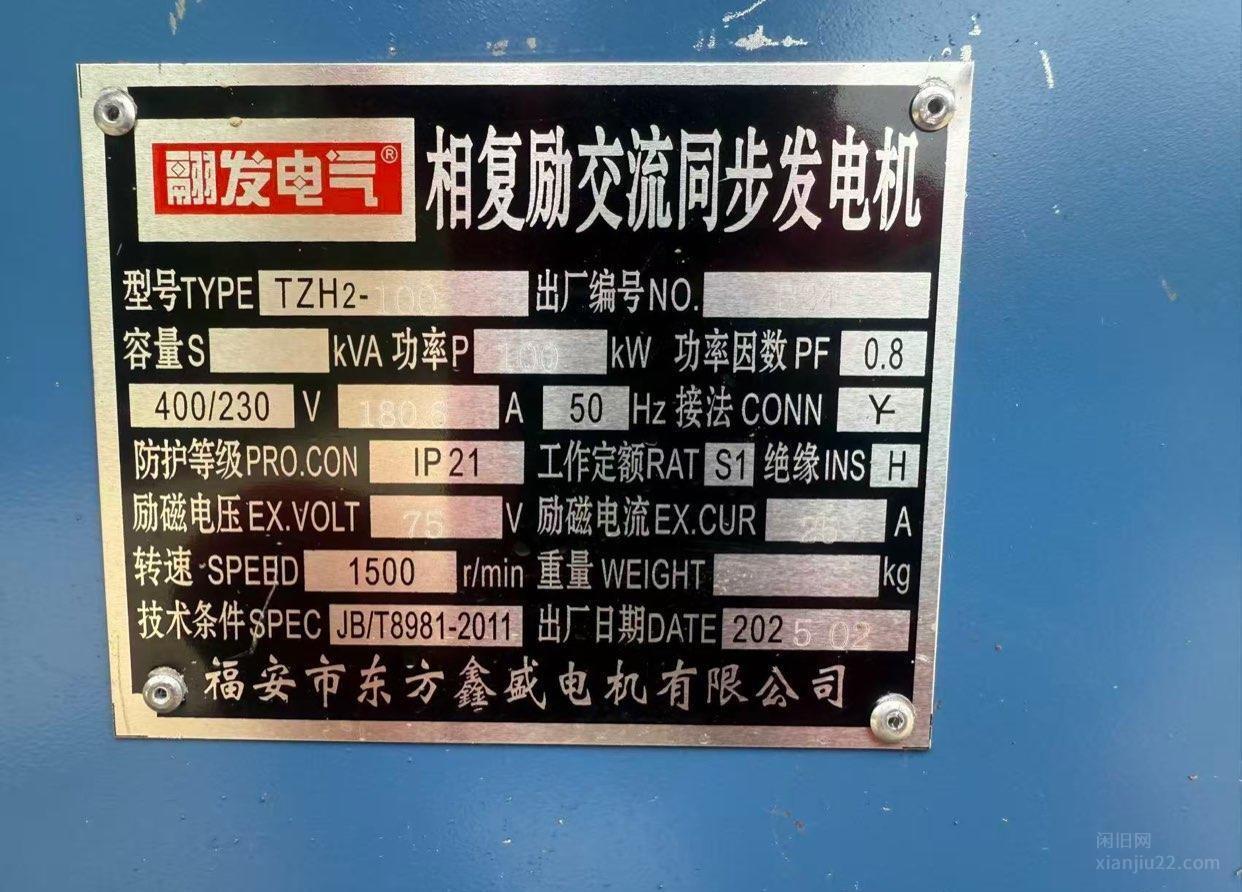 翮发电气®
相复励交流同步发电机
型号TYPE TZH2-100 出厂编号NO.
容量S kVA 功率P 100 kW 功率因数PF 0.8
400/230 V 180.6 A 50 Hz 接法CONN Y
防护等级PRO.CON IP21 工作定额RAT S1 绝缘INS H
励磁电压EX.VOLT 75 V 励磁电流EX.CUR A
转速 SPEED 1500 r/min 重量 WEIGHT kg
技术条件SPEC JB/T8981-2011 出厂日期DATE 2025 02
福安市东方鑫盛电机有限公司
闲旧网
xianjiu22.com